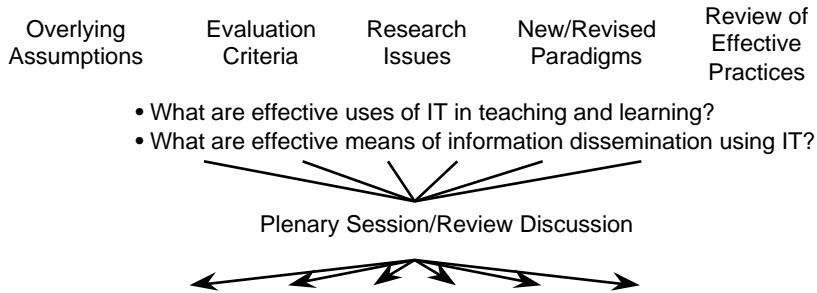 Overlying
Assumptions
Evaluation
Criteria
Research
Issues
New/Revised
Paradigms
Review of
Effective
Practices
• What are effective uses of IT in teaching and learning?
• What are effective means of information dissemination using IT?
Plenary Session/Review Discussion